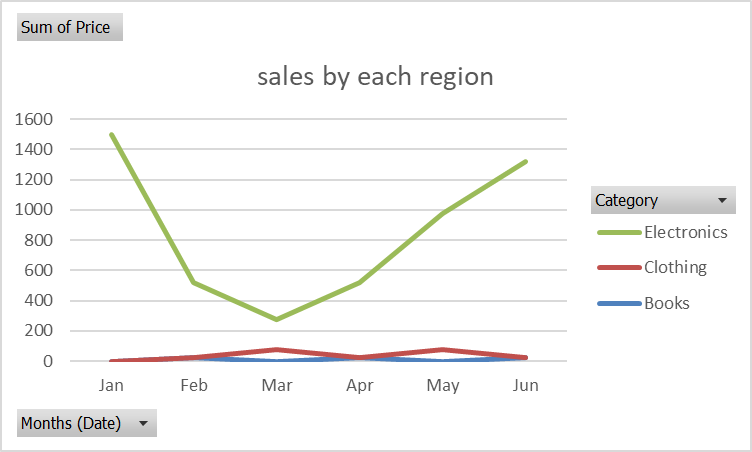 Sum of Price
sales by each region
1600
1400
1200
1000
800
600
400
200
0
Jan Feb Mar Apr May Jun
Category
Electronics
Clothing
Books
Months (Date)